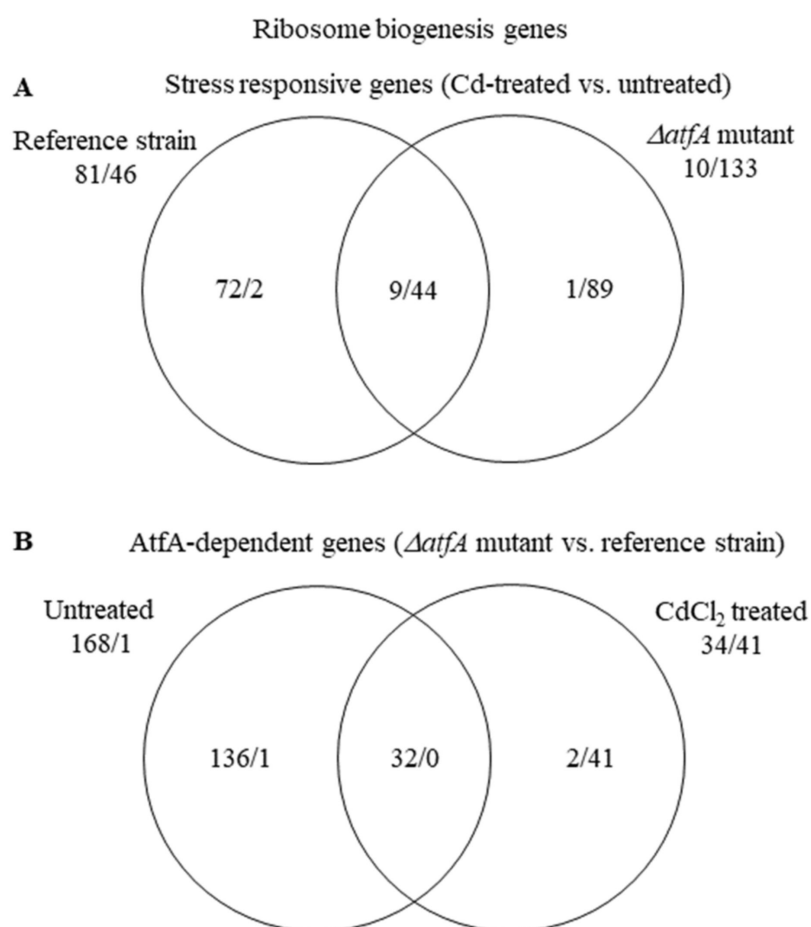 Ribosome biogenesis genes
A Stress responsive genes (Cd-treated vs. untreated)
Reference strain
81/46
ΔatfA mutant
10/133
72/2
9/44
1/89
B AtfA-dependent genes (ΔatfA mutant vs. reference strain)
Untreated
168/1
CdCl₂ treated
34/41
136/1
32/0
2/41